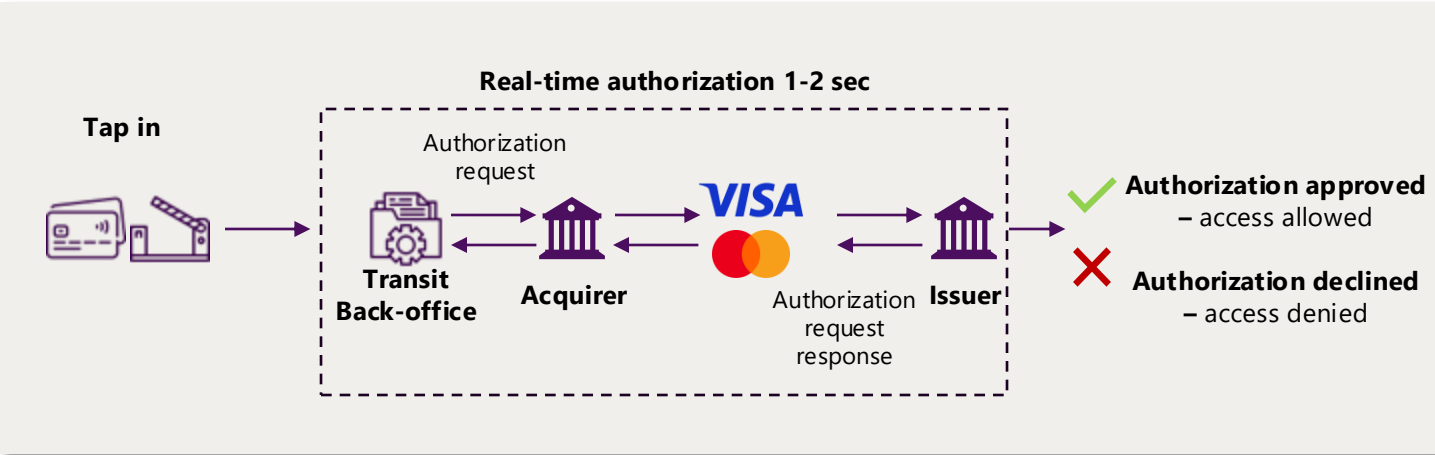 Real-time authorization 1-2 sec
Tap in
Authorization
request
Transit
Back-office
Acquirer
VISA
Authorization
request
response
Issuer
Authorization approved
– access allowed
Authorization declined
– access denied